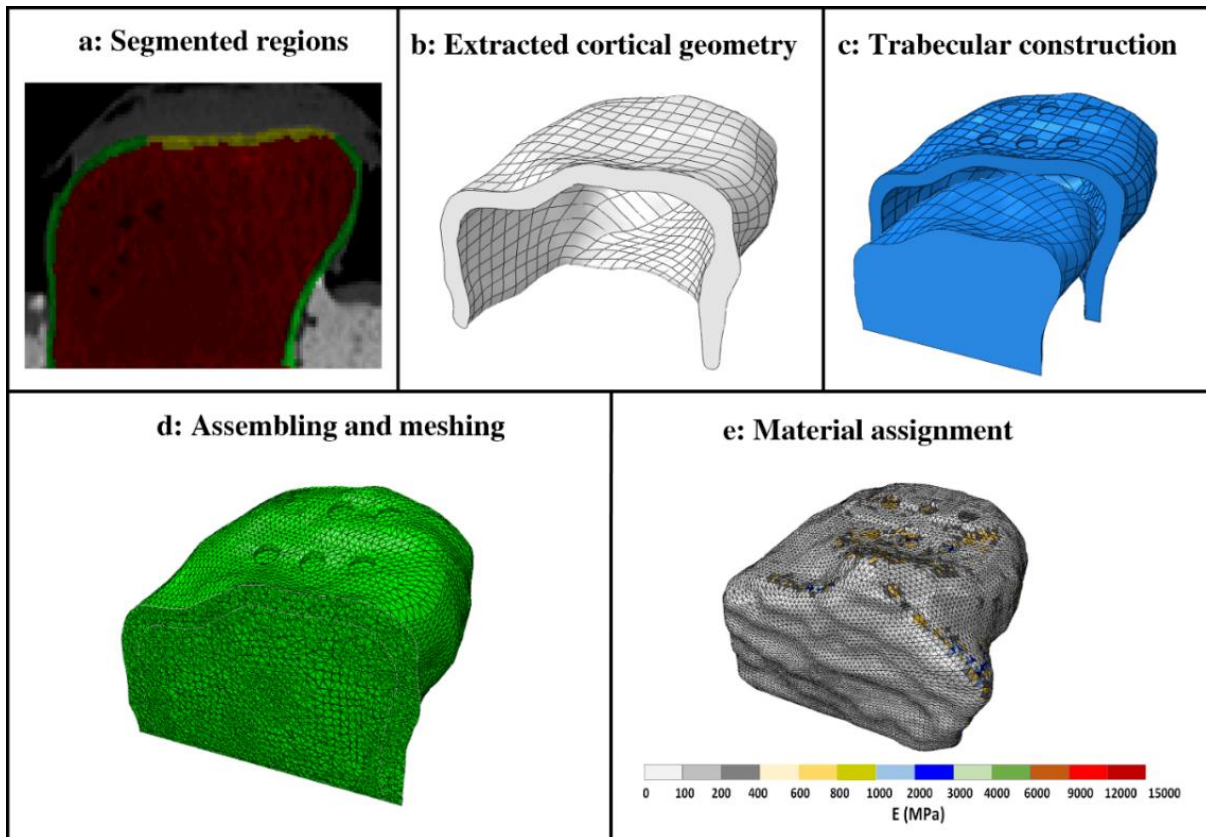 a: Segmented regions
b: Extracted cortical geometry
c: Trabecular construction
d: Assembling and meshing
e: Material assignment
0 100 200 400 600 800 1000 2000 3000 4000 6000 9000 12000 15000
E (MPa)